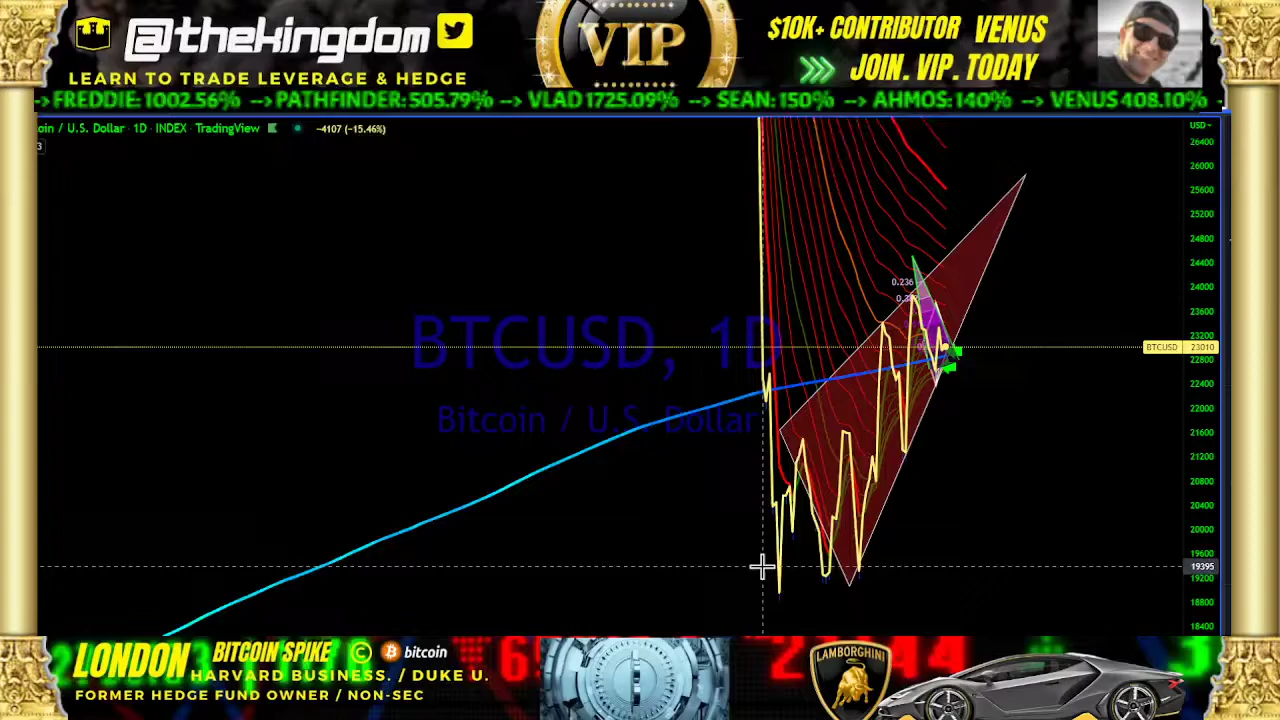 @thekingdom
LEARN TO TRADE LEVERAGE & HEDGE
VIP
$10K+ CONTRIBUTOR VENUS
>>> JOIN. VIP. TODAY
-> FREDDIE: 1002.56% --> PATHFINDER: 505.79% --> VLAD 1725.09% --> SEAN: 150% --> AHMOS: 140% --> VENUS 408.10%
oin / U.S. Dollar · 1D · INDEX · TradingView −4107 (−15.46%)
3
USD
26400
26000
25600
25200
24800
24400
24000
23600
23200
BTCUSD 23010
22800
22400
22000
21600
21200
20800
20400
20000
19600
19395
19200
18800
18400
0.236
BTCUSD, 1D
Bitcoin / U.S. Dollar
LONDON BITCOIN SPIKE © bitcoin
HARVARD BUSINESS. / DUKE U.
FORMER HEDGE FUND OWNER / NON-SEC
LAMBORGHINI